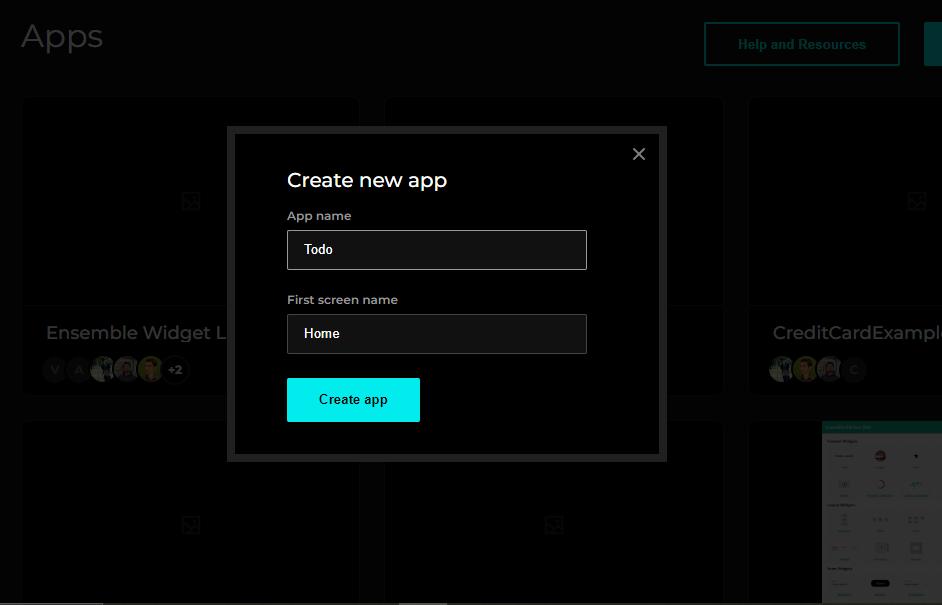 Apps
Help and Resources
Create new app
App name
Todo
First screen name
Home
Create app
Ensemble Widget L
CreditCardExampl
V
A
+2
C